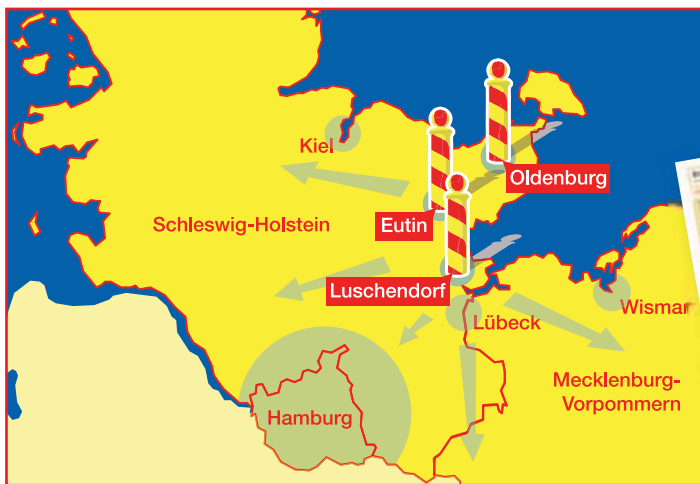 Kiel
Oldenburg
Schleswig-Holstein
Eutin
Luschendorf
Wismar
Lübeck
Mecklenburg-
Vorpommern
Hamburg